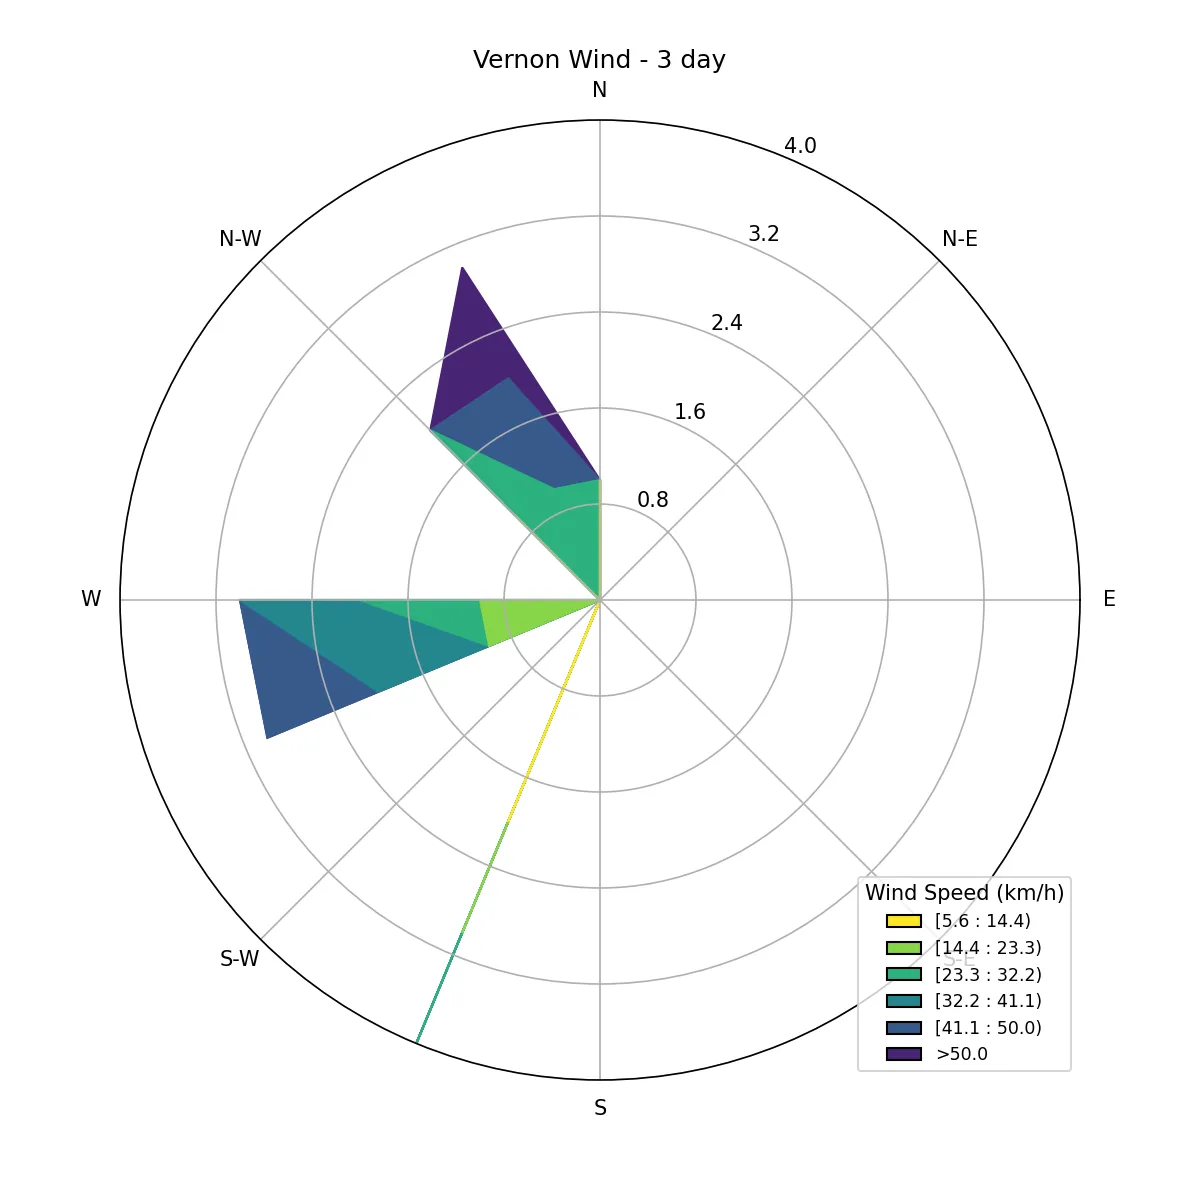 Vernon Wind - 3 day
N
4.0
N-W
3.2
N-E
2.4
1.6
0.8
W
E
S-W
S-E
S
Wind Speed (km/h)
[5.6 : 14.4)
[14.4 : 23.3)
[23.3 : 32.2)
[32.2 : 41.1)
[41.1 : 50.0)
>50.0